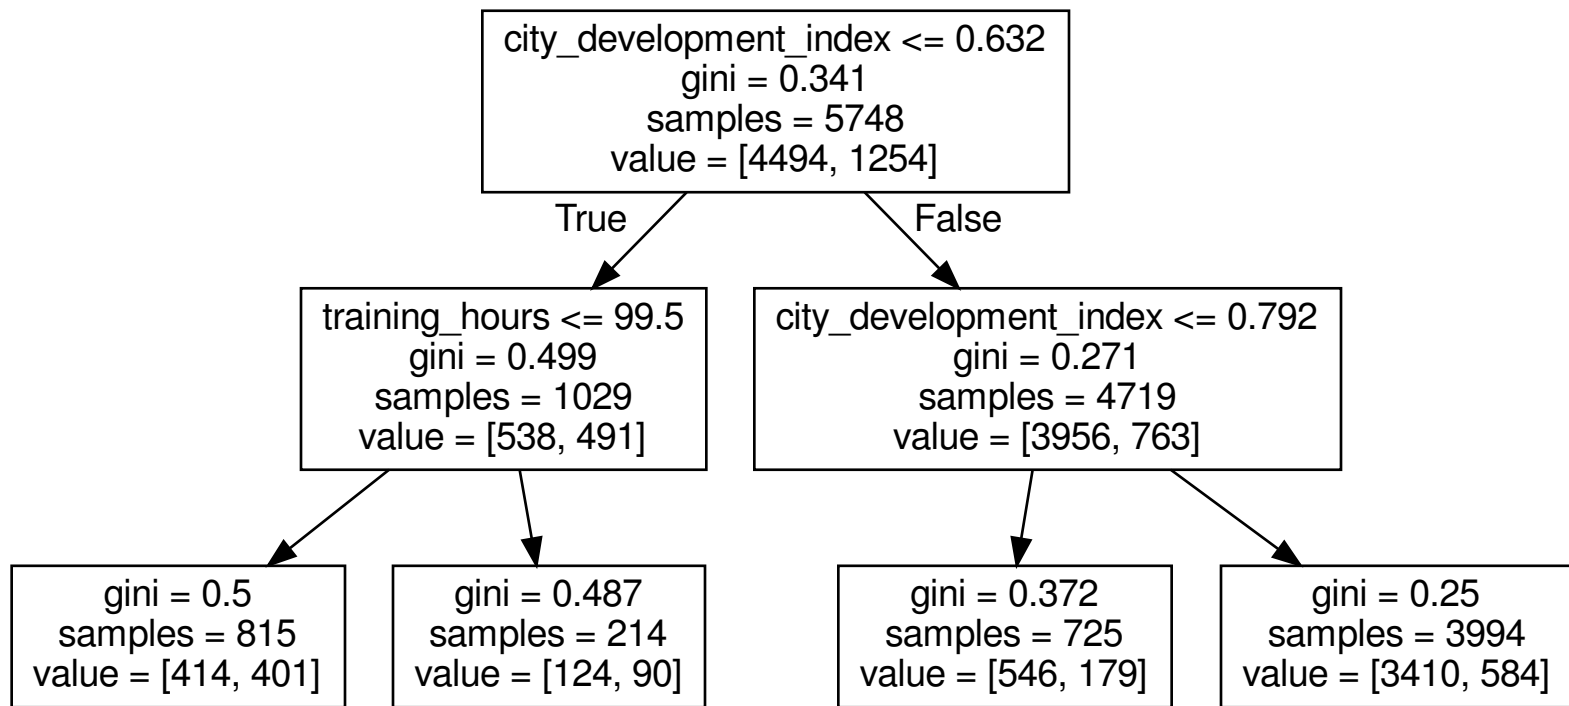 city_development_index <= 0.632
gini = 0.341
samples = 5748
value = [4494, 1254]
True
False
training_hours <= 99.5
gini = 0.499
samples = 1029
value = [538, 491]
city_development_index <= 0.792
gini = 0.271
samples = 4719
value = [3956, 763]
gini = 0.5
samples = 815
value = [414, 401]
gini = 0.487
samples = 214
value = [124, 90]
gini = 0.372
samples = 725
value = [546, 179]
gini = 0.25
samples = 3994
value = [3410, 584]